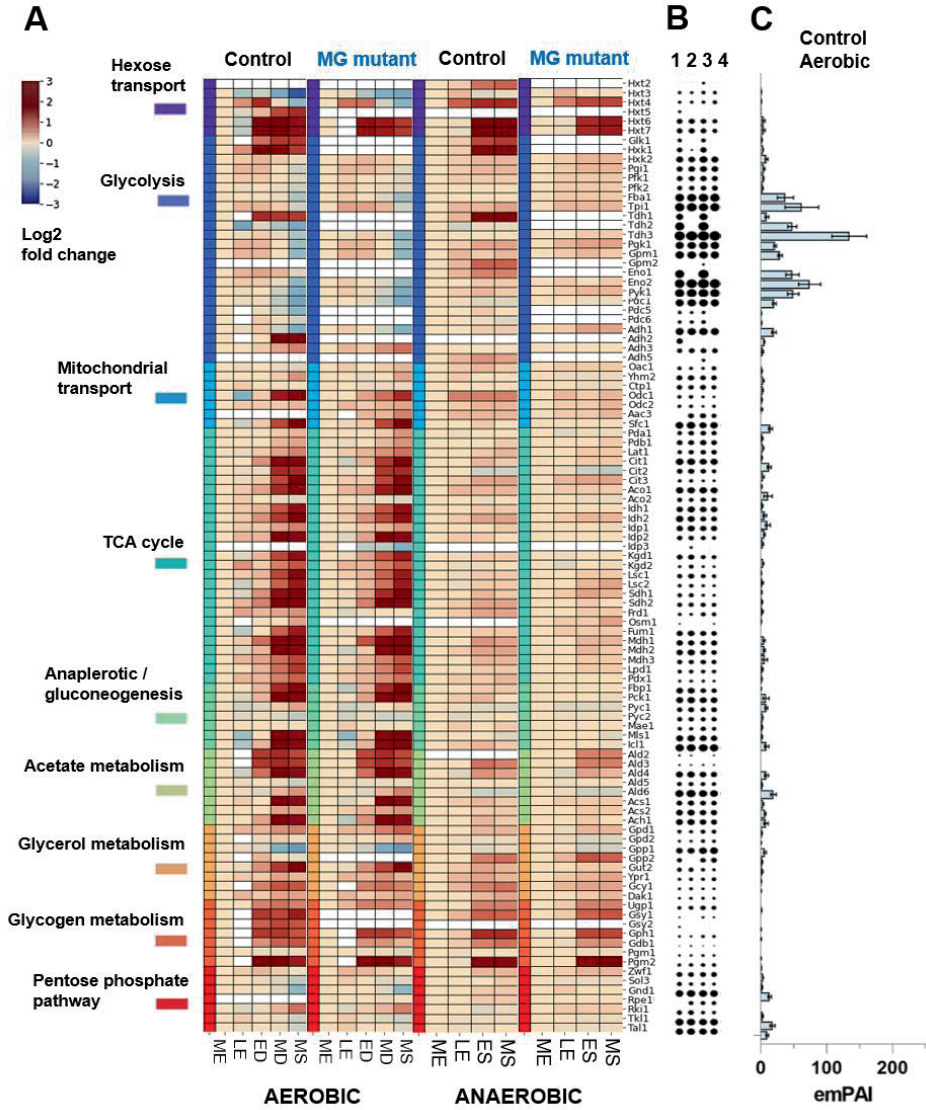 A
B
C
Control
MG mutant
Control
MG mutant
1 2 3 4
Control
Aerobic
Hexose
transport
Glycolysis
Mitochondrial
transport
TCA cycle
Anaplerotic /
gluconeogenesis
Acetate metabolism
Glycerol metabolism
Glycogen metabolism
Pentose phosphate
pathway
3
2
1
0
−1
−2
−3
Log2
fold change
Hxt2
Hxt3
Hxt4
Hxt5
Hxt6
Hxt7
Glk1
Hxk1
Hxk2
Pgi1
Pfk1
Pfk2
Fba1
Tpi1
Tdh1
Tdh2
Tdh3
Pgk1
Gpm1
Gpm2
Eno1
Eno2
Pyk1
Pdc1
Pdc5
Pdc6
Adh1
Adh2
Adh3
Adh5
Oac1
Yhm2
Ctp1
Odc1
Odc2
Aac3
Sfc1
Pda1
Pdb1
Lat1
Cit1
Cit2
Cit3
Aco1
Aco2
Idh1
Idh2
Idp1
Idp2
Idp3
Kgd1
Kgd2
Lsc1
Lsc2
Sdh1
Sdh2
Frd1
Osm1
Fum1
Mdh1
Mdh2
Mdh3
Lpd1
Pdx1
Fbp1
Pck1
Pyc1
Pyc2
Mae1
Mls1
Icl1
Ald2
Ald3
Ald4
Ald5
Ald6
Acs1
Acs2
Ach1
Gpd1
Gpd2
Gpp1
Gpp2
Gut2
Ypr1
Gcy1
Dak1
Ugp1
Gsy1
Gsy2
Gph1
Gdb1
Pgm1
Pgm2
Zwf1
Sol3
Gnd1
Rpe1
Rki1
Tkl1
Tal1
ME LE ED MD MS ME LE ED MD MS ME LE ES MS ME LE ES MS
AEROBIC
ANAEROBIC
0 100 200
emPAI